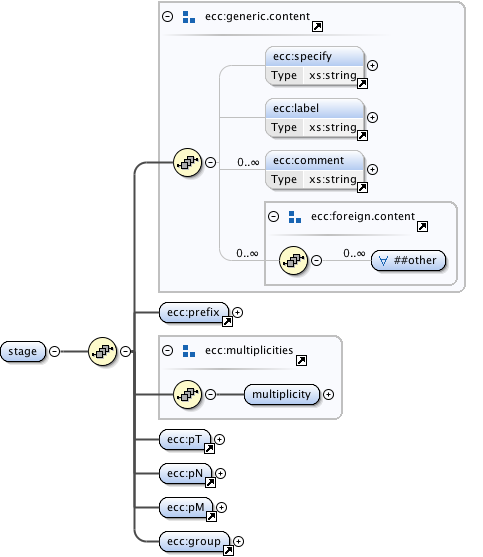 ecc:generic.content
ecc:specify
Type xs:string
ecc:label
Type xs:string
0..∞ ecc:comment
Type xs:string
ecc:foreign.content
0..∞ 0..∞ ∀ ##other
ecc:prefix
stage
ecc:multiplicities
multiplicity
ecc:pT
ecc:pN
ecc:pM
ecc:group